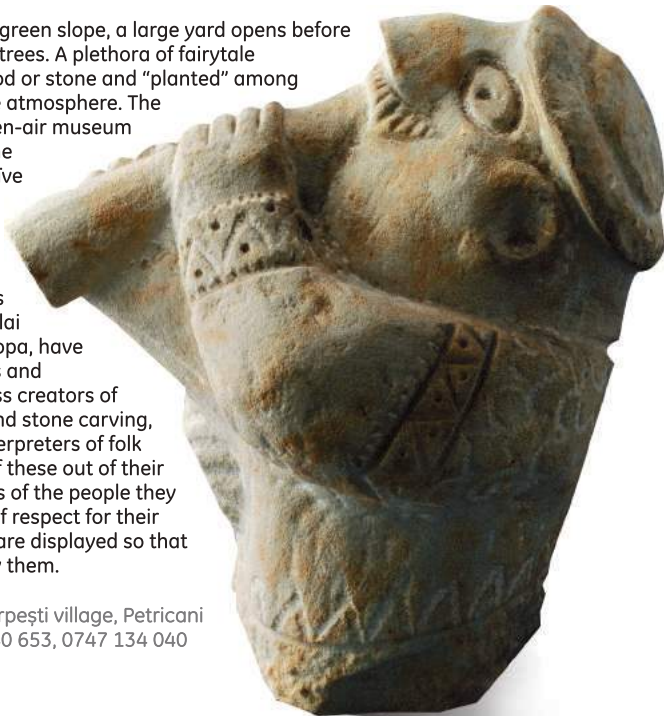 green slope, a large yard opens before
trees. A plethora of fairytale
od or stone and “planted” among
e atmosphere. The
en-air museum
e
ïve
s
lai
opa, have
s and
ss creators of
nd stone carving,
erpreters of folk
f these out of their
s of the people they
f respect for their
are displayed so that
y them.
rpești village, Petricani
0 653, 0747 134 040